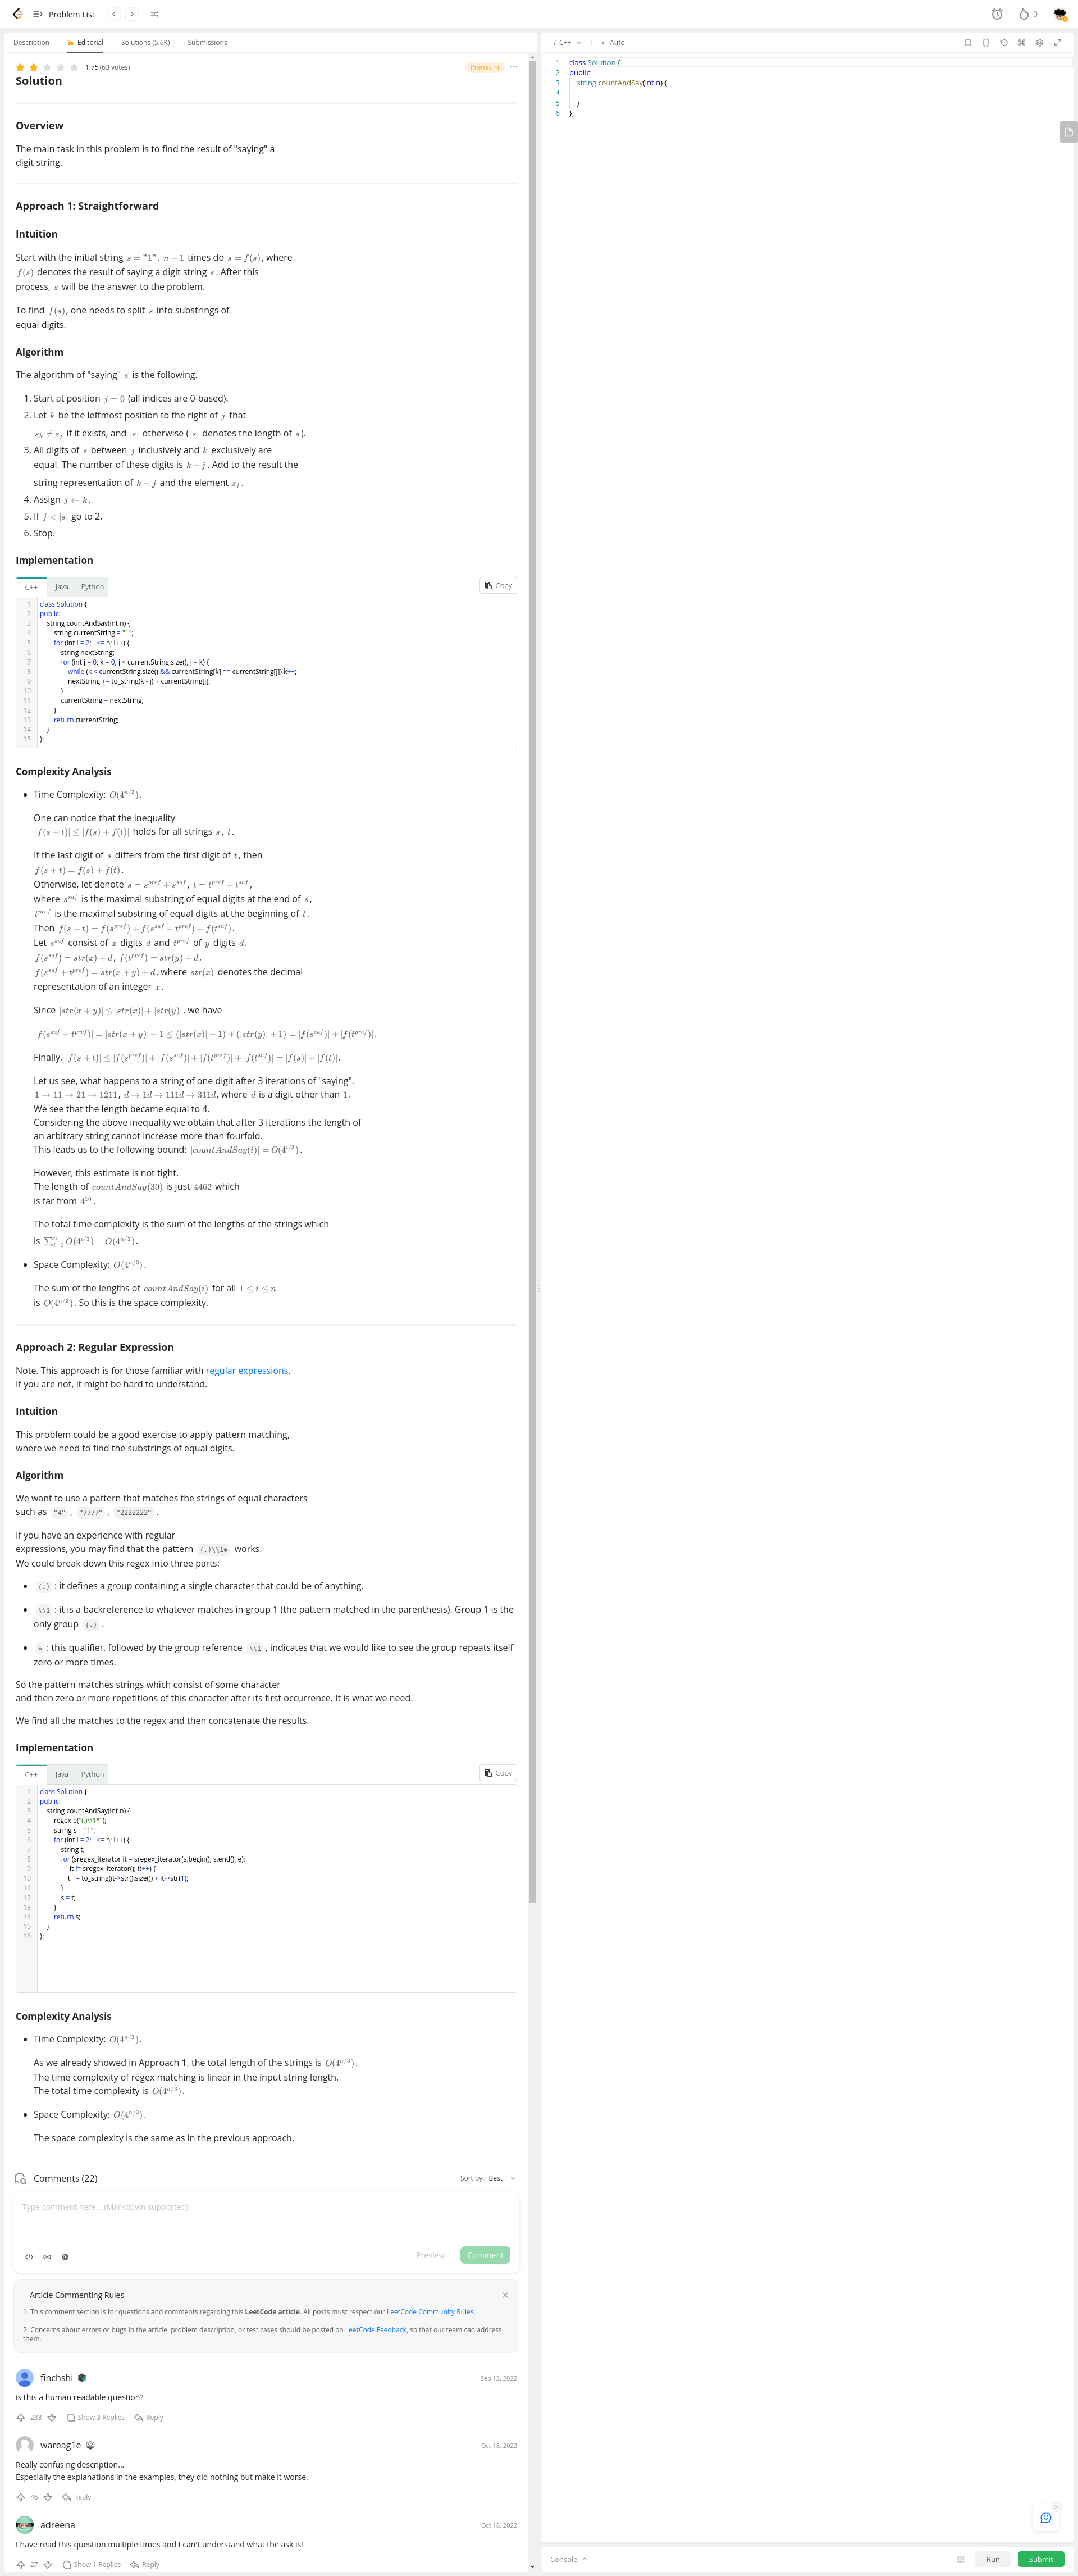 Problem List
0
Description
Editorial
Solutions (5.6K)
Submissions
1.75 (63 votes)
Premium
Solution
Overview
The main task in this problem is to find the result of "saying" a
digit string.
Approach 1: Straightforward
Intuition
Start with the initial string s = "1". n − 1 times do s = f(s), where
f(s) denotes the result of saying a digit string s. After this
process, s will be the answer to the problem.
To find f(s), one needs to split s into substrings of
equal digits.
Algorithm
The algorithm of "saying" s is the following.
1. Start at position j = 0 (all indices are 0-based).
2. Let k be the leftmost position to the right of j that
s_k ≠ s_j if it exists, and |s| otherwise (|s| denotes the length of s).
3. All digits of s between j inclusively and k exclusively are
equal. The number of these digits is k − j. Add to the result the
string representation of k − j and the element s_j.
4. Assign j ← k.
5. If j < |s| go to 2.
6. Stop.
Implementation
C++
Java
Python
Copy
1 class Solution {
2 public:
3 string countAndSay(int n) {
4 string currentString = "1";
5 for (int i = 2; i <= n; i++) {
6 string nextString;
7 for (int j = 0, k = 0; j < currentString.size(); j = k) {
8 while (k < currentString.size() && currentString[k] == currentString[j]) k++;
9 nextString += to_string(k - j) + currentString[j];
10 }
11 currentString = nextString;
12 }
13 return currentString;
14 }
15 };
Complexity Analysis
• Time Complexity: O(4^{n/3}).
One can notice that the inequality
|f(s + t)| ≤ |f(s) + f(t)| holds for all strings s, t.
If the last digit of s differs from the first digit of t, then
f(s + t) = f(s) + f(t).
Otherwise, let denote s = s^{pref} + s^{suf}, t = t^{pref} + t^{suf},
where s^{suf} is the maximal substring of equal digits at the end of s,
t^{pref} is the maximal substring of equal digits at the beginning of t.
Then f(s + t) = f(s^{pref}) + f(s^{suf} + t^{pref}) + f(t^{suf}).
Let s^{suf} consist of x digits d and t^{pref} of y digits d.
f(s^{suf}) = str(x) + d, f(t^{pref}) = str(y) + d,
f(s^{suf} + t^{pref}) = str(x + y) + d, where str(x) denotes the decimal
representation of an integer x.
Since |str(x + y)| ≤ |str(x)| + |str(y)|, we have
|f(s^{suf} + t^{pref})| = |str(x + y)| + 1 ≤ (|str(x)| + 1) + (|str(y)| + 1) = |f(s^{suf})| + |f(t^{pref})|.
Finally, |f(s + t)| ≤ |f(s^{pref})| + |f(s^{suf})| + |f(t^{pref})| + |f(t^{suf})| = |f(s)| + |f(t)|.
Let us see, what happens to a string of one digit after 3 iterations of "saying".
1 → 11 → 21 → 1211, d → 1d → 111d → 311d, where d is a digit other than 1.
We see that the length became equal to 4.
Considering the above inequality we obtain that after 3 iterations the length of
an arbitrary string cannot increase more than fourfold.
This leads us to the following bound: |countAndSay(i)| = O(4^{i/3}).
However, this estimate is not tight.
The length of countAndSay(30) is just 4462 which
is far from 4^{10}.
The total time complexity is the sum of the lengths of the strings which
is ∑_{i=1}^{n} O(4^{i/3}) = O(4^{n/3}).
• Space Complexity: O(4^{n/3}).
The sum of the lengths of countAndSay(i) for all 1 ≤ i ≤ n
is O(4^{n/3}). So this is the space complexity.
Approach 2: Regular Expression
Note. This approach is for those familiar with regular expressions.
If you are not, it might be hard to understand.
Intuition
This problem could be a good exercise to apply pattern matching,
where we need to find the substrings of equal digits.
Algorithm
We want to use a pattern that matches the strings of equal characters
such as "4", "7777", "2222222".
If you have an experience with regular
expressions, you may find that the pattern (.)\\1* works.
We could break down this regex into three parts:
• (.) : it defines a group containing a single character that could be of anything.
• \\1 : it is a backreference to whatever matches in group 1 (the pattern matched in the parenthesis). Group 1 is the
only group (.) .
• * : this qualifier, followed by the group reference \\1 , indicates that we would like to see the group repeats itself
zero or more times.
So the pattern matches strings which consist of some character
and then zero or more repetitions of this character after its first occurrence. It is what we need.
We find all the matches to the regex and then concatenate the results.
Implementation
C++
Java
Python
Copy
1 class Solution {
2 public:
3 string countAndSay(int n) {
4 regex e("(.)\\1*");
5 string s = "1";
6 for (int i = 2; i <= n; i++) {
7 string t;
8 for (sregex_iterator it = sregex_iterator(s.begin(), s.end(), e);
9 it != sregex_iterator(); it++) {
10 t += to_string(it->str().size()) + it->str(1);
11 }
12 s = t;
13 }
14 return s;
15 }
16 };
Complexity Analysis
• Time Complexity: O(4^{n/3}).
As we already showed in Approach 1, the total length of the strings is O(4^{n/3}).
The time complexity of regex matching is linear in the input string length.
The total time complexity is O(4^{n/3}).
• Space Complexity: O(4^{n/3}).
The space complexity is the same as in the previous approach.
Comments (22)
Sort by: Best
Type comment here... (Markdown supported)
Preview
Comment
Article Commenting Rules
1. This comment section is for questions and comments regarding this LeetCode article. All posts must respect our LeetCode Community Rules.
2. Concerns about errors or bugs in the article, problem description, or test cases should be posted on LeetCode Feedback, so that our team can address
them.
finchshi
Sep 12, 2022
is this a human readable question?
233
Show 3 Replies
Reply
wareag1e
Oct 18, 2022
Really confusing description...
Especially the explanations in the examples, they did nothing but make it worse.
46
Reply
adreena
Oct 18, 2022
I have read this question multiple times and I can't understand what the ask is!
27
Show 1 Replies
Reply
i C++
• Auto
1 class Solution {
2 public:
3 string countAndSay(int n) {
4
5 }
6 };
Console
Run
Submit